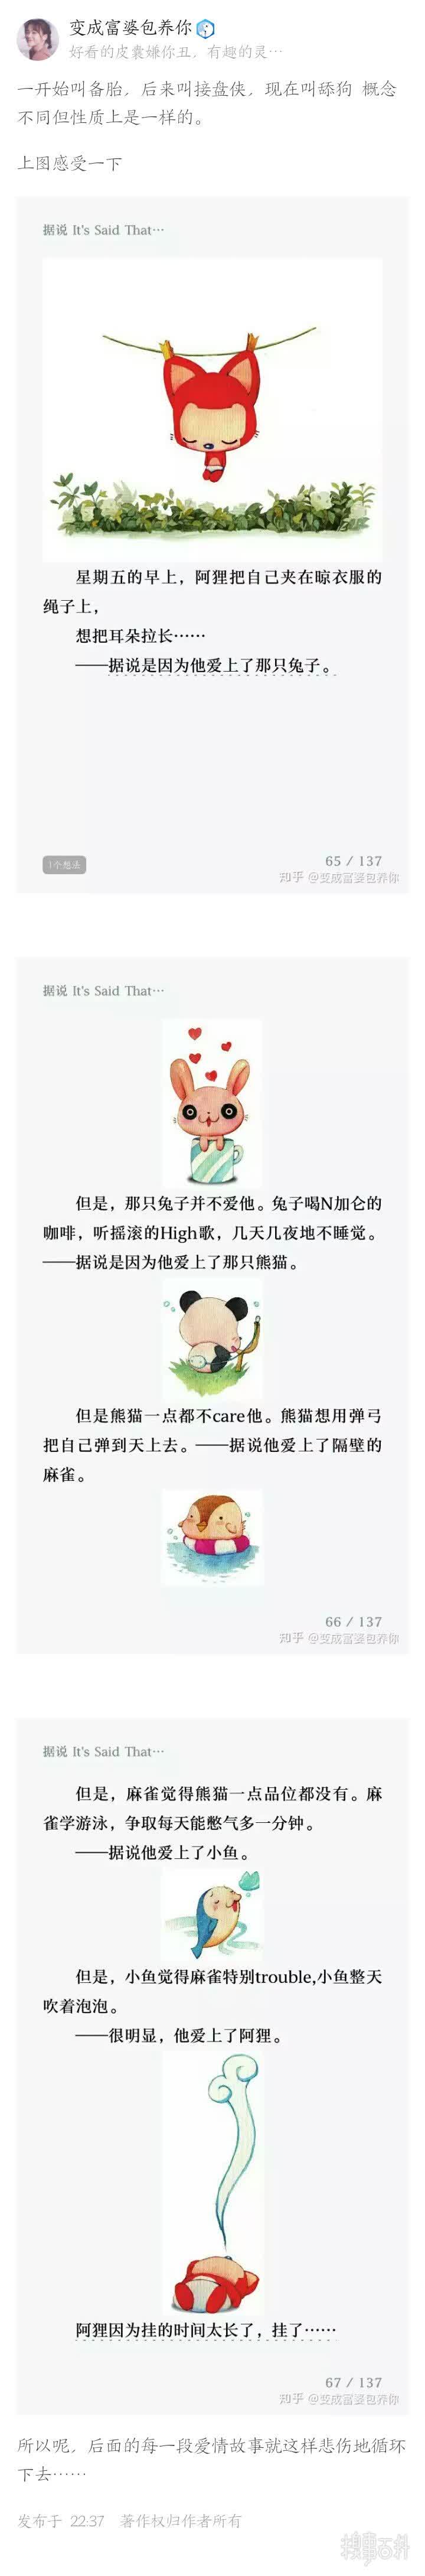 变成富婆包养你
好看的皮囊嫌你丑，有趣的灵…
一开始叫备胎，后来叫接盘侠，现在叫舔狗 概念
不同但性质上是一样的。
上图感受一下
据说 It's Said That…
星期五的早上，阿狸把自己夹在晾衣服的
绳子上，
想把耳朵拉长……
——据说是因为他爱上了那只兔子。
1个想法
65 / 137
知乎 @变成富婆包养你
据说 It's Said That…
但是，那只兔子并不爱他。兔子喝N加仑的
咖啡，听摇滚的High歌，几天几夜地不睡觉。
——据说是因为他爱上了那只熊猫。
但是熊猫一点都不care他。熊猫想用弹弓
把自己弹到天上去。——据说他爱上了隔壁的
麻雀。
66 / 137
知乎 @变成富婆包养你
据说 It's Said That…
但是，麻雀觉得熊猫一点品位都没有。麻
雀学游泳，争取每天能憋气多一分钟。
——据说他爱上了小鱼。
但是，小鱼觉得麻雀特别trouble,小鱼整天
吹着泡泡。
——很明显，他爱上了阿狸。
阿狸因为挂的时间太长了，挂了……
67 / 137
知乎 @变成富婆包养你
所以呢，后面的每一段爱情故事就这样悲伤地循环
下去……
发布于 22:37 著作权归作者所有
糗事百科